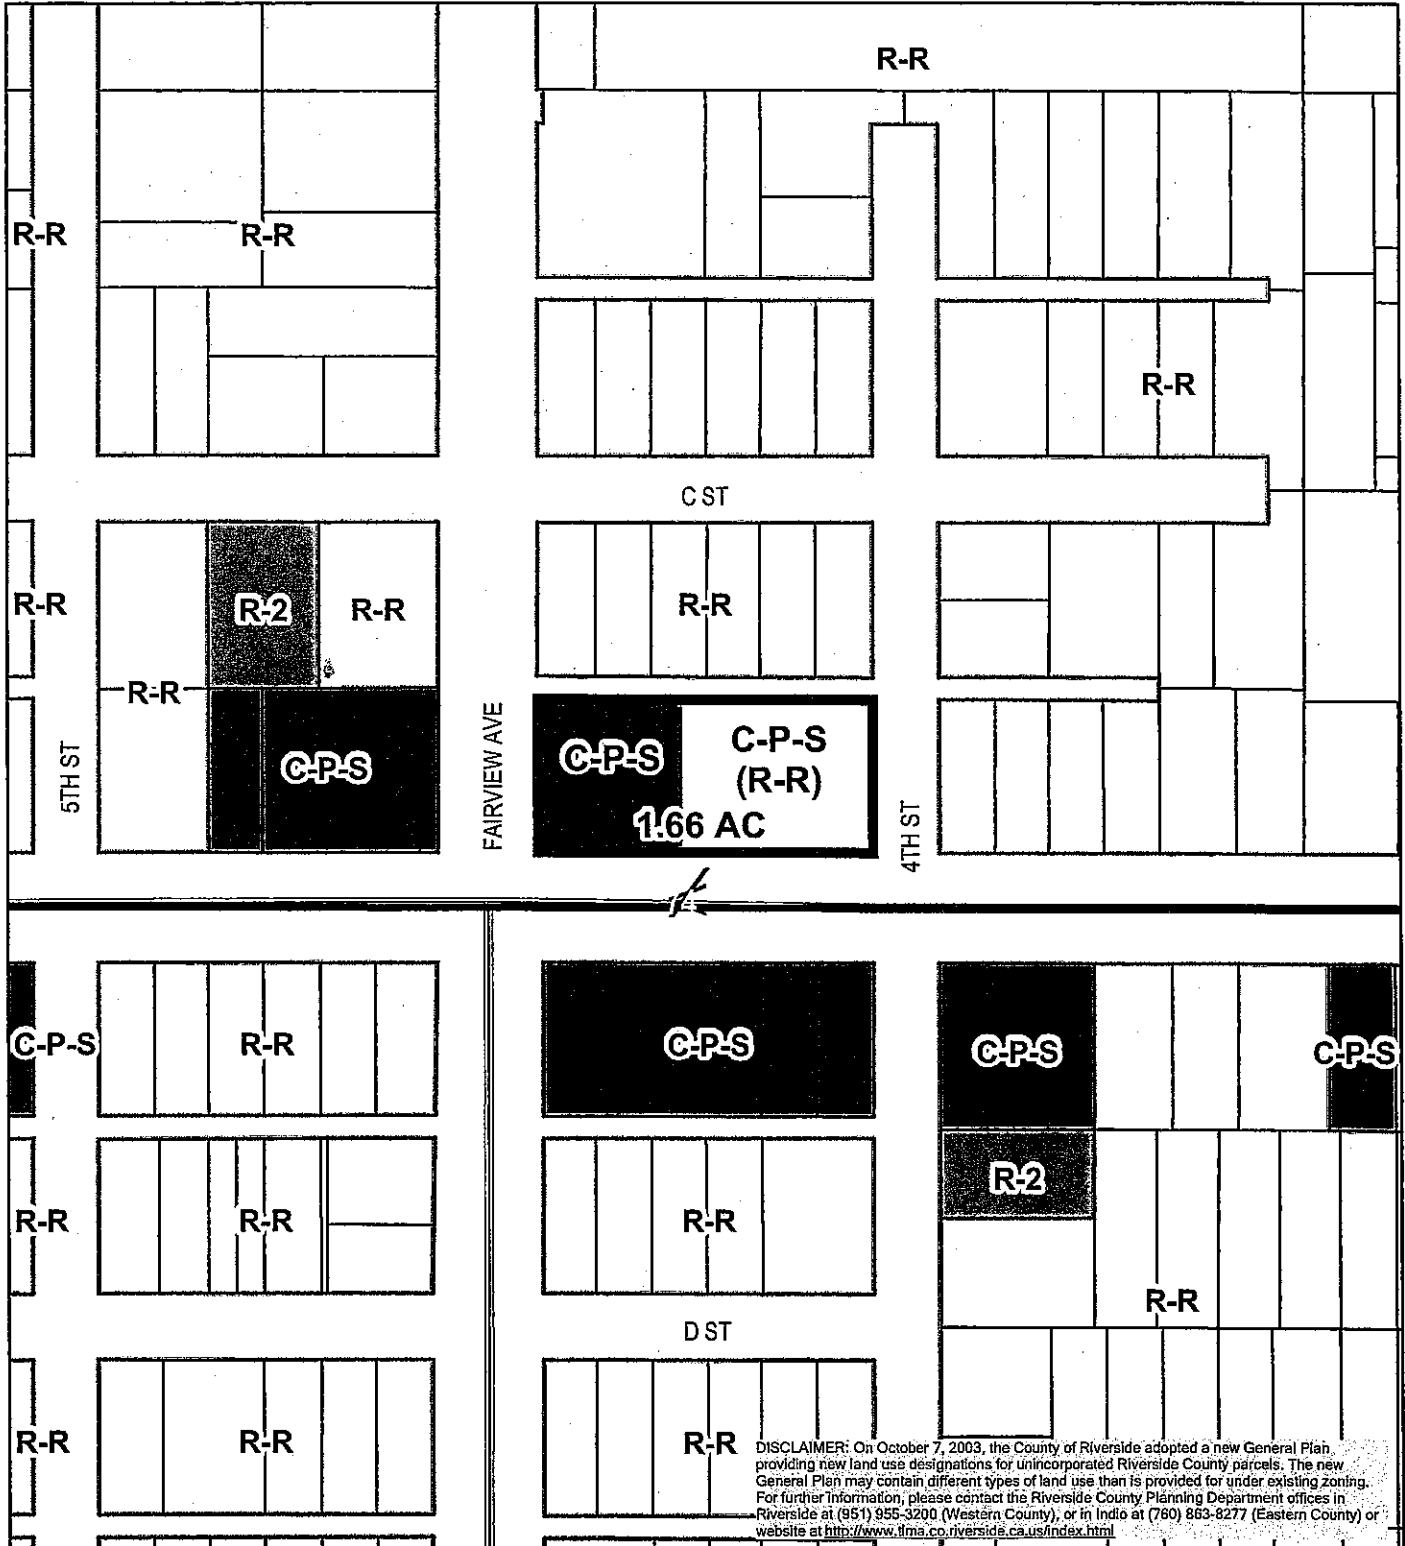 R-R
R-R
R-R
R-R
C ST
R-R
R-2
R-R
R-R
R-R
5TH ST
C-P-S
FAIRVIEW AVE
C-P-S
C-P-S
(R-R)
1.66 AC
4TH ST
74
C-P-S
R-R
C-P-S
C-P-S
C-P-S
R-2
R-R
R-R
R-R
R-R
D ST
R-R
R-R
R-R
DISCLAIMER: On October 7, 2003, the County of Riverside adopted a new General Plan
providing new land use designations for unincorporated Riverside County parcels. The new
General Plan may contain different types of land use than is provided for under existing zoning.
For further information, please contact the Riverside County Planning Department offices in
Riverside at (951) 955-3200 (Western County), or in Indio at (760) 863-8277 (Eastern County) or
website at http://www.tlma.co.riverside.ca.us/index.html